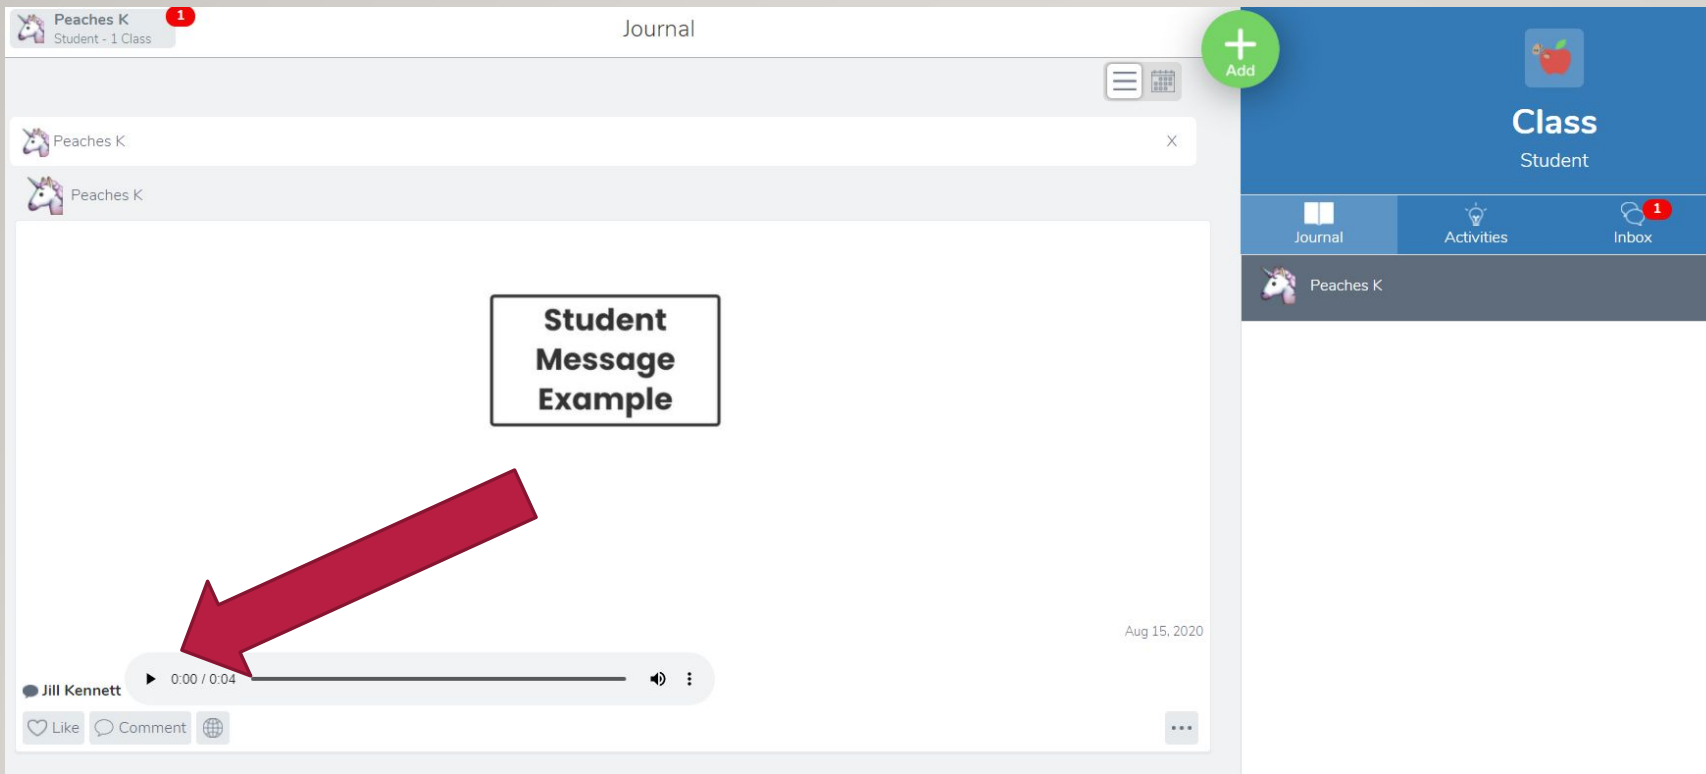 Peaches K
Student - 1 Class
1
Journal
Add
Peaches K
X
Peaches K
Student
Message
Example
Aug 15, 2020
Jill Kennett
0:00 / 0:04
Like
Comment
Class
Student
Journal
Activities
Inbox
1
Peaches K